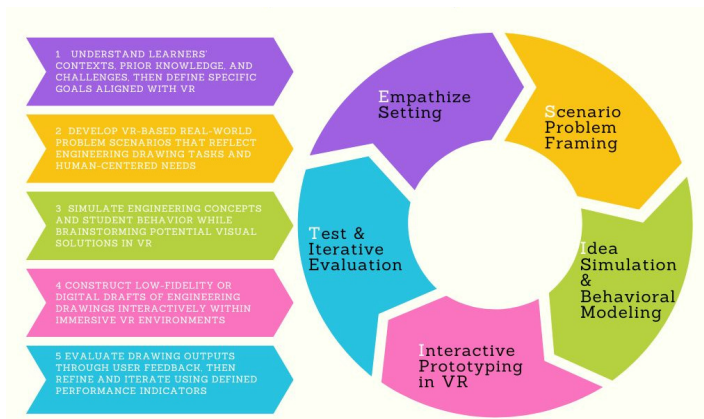 1 UNDERSTAND LEARNERS'
CONTEXTS, PRIOR KNOWLEDGE, AND
CHALLENGES, THEN DEFINE SPECIFIC
GOALS ALIGNED WITH VR
2 DEVELOP VR-BASED REAL-WORLD
PROBLEM SCENARIOS THAT REFLECT
ENGINEERING DRAWING TASKS AND
HUMAN-CENTERED NEEDS
3 SIMULATE ENGINEERING CONCEPTS
AND STUDENT BEHAVIOR WHILE
BRAINSTORMING POTENTIAL VISUAL
SOLUTIONS IN VR
4 CONSTRUCT LOW-FIDELITY OR
DIGITAL DRAFTS OF ENGINEERING
DRAWINGS INTERACTIVELY WITHIN
IMMERSIVE VR ENVIRONMENTS
5 EVALUATE DRAWING OUTPUTS
THROUGH USER FEEDBACK, THEN
REFINE AND ITERATE USING DEFINED
PERFORMANCE INDICATORS
Empathize
Setting
Scenario
Problem
Framing
Idea
Simulation
&
Behavioral
Modeling
Interactive
Prototyping
in VR
Test &
Iterative
Evaluation